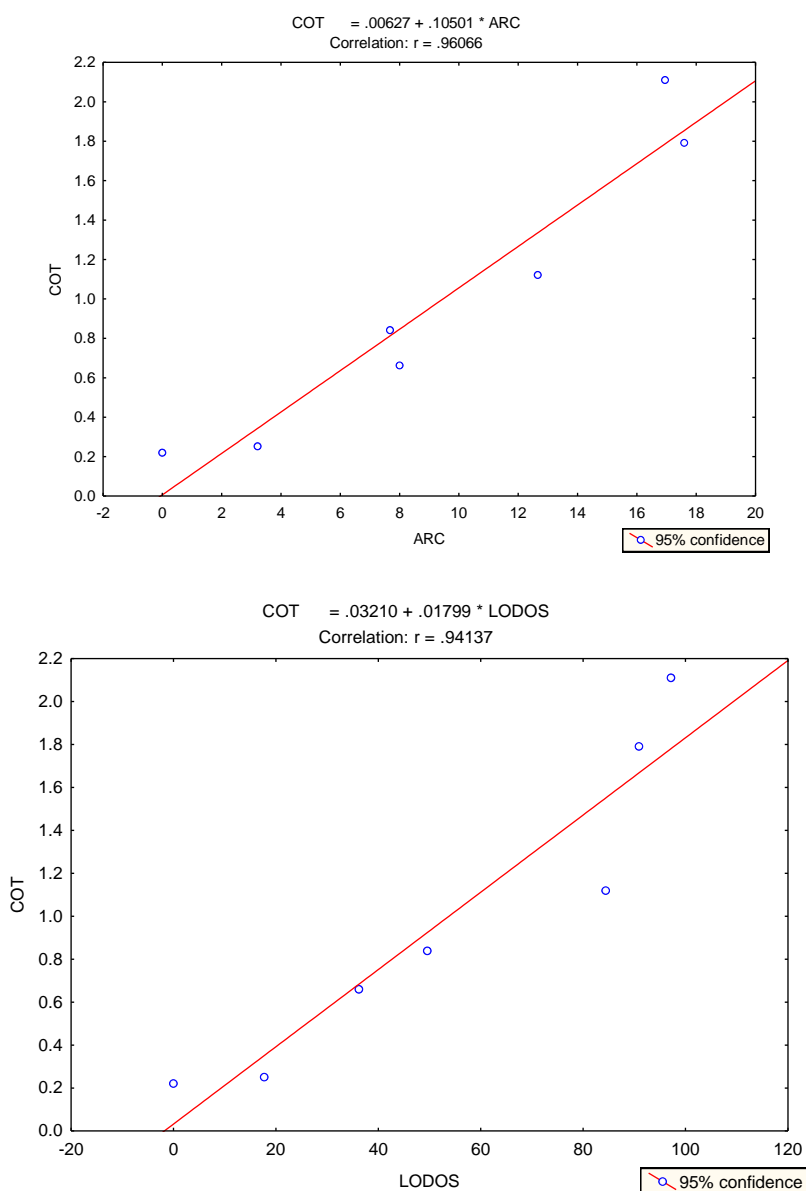 COT = .00627 + .10501 * ARC
Correlation: r = .96066
2.2
2.0
1.8
1.6
1.4
1.2
1.0
0.8
0.6
0.4
0.2
0.0
COT
-2 0 2 4 6 8 10 12 14 16 18 20
ARC
95% confidence
COT = .03210 + .01799 * LODOS
Correlation: r = .94137
2.2
2.0
1.8
1.6
1.4
1.2
1.0
0.8
0.6
0.4
0.2
0.0
COT
-20 0 20 40 60 80 100 120
LODOS
95% confidence